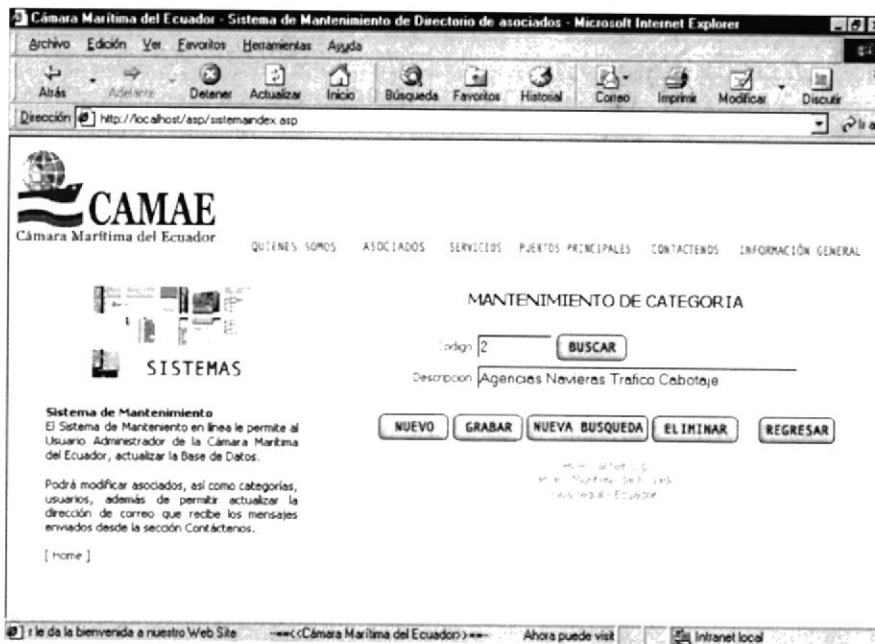 Cámara Marítima del Ecuador - Sistema de Mantenimiento de Directorio de asociados - Microsoft Internet Explorer
Archivo Edición Ver Favoritos Herramientas Ayuda
Atrás Adelante Detener Actualizar Inicio Búsqueda Favoritos Historial Correo Imprimir Modificar Discutir
Dirección http://localhost/asp/sistemaindex.asp Ir a
CAMAE
Cámara Marítima del Ecuador
QUIENES SOMOS ASOCIADOS SERVICIOS PUERTOS PRINCIPALES CONTACTENOS INFORMACIÓN GENERAL
MANTENIMIENTO DE CATEGORIA
Codigo 2 BUSCAR
SISTEMAS
Descripcion Agencias Navieras Trafico Cabotaje
NUEVO GRABAR NUEVA BUSQUEDA ELIMINAR REGRESAR
Sistema de Mantenimiento
El Sistema de Manteniento en línea le permite al
Usuario Administrador de la Cámara Marítima
del Ecuador, actualizar la Base de Datos.
Podrá modificar asociados, así como categorías,
usuarios, además de permitir actualizar la
dirección de correo que recibe los mensajes
enviados desde la sección Contáctenos.
[ Home ]
Ecuador
r le da la bienvenida a nuestro Web Site ---==<<Cámara Marítima del Ecuador>>==-- Ahora puede visit Intranet local